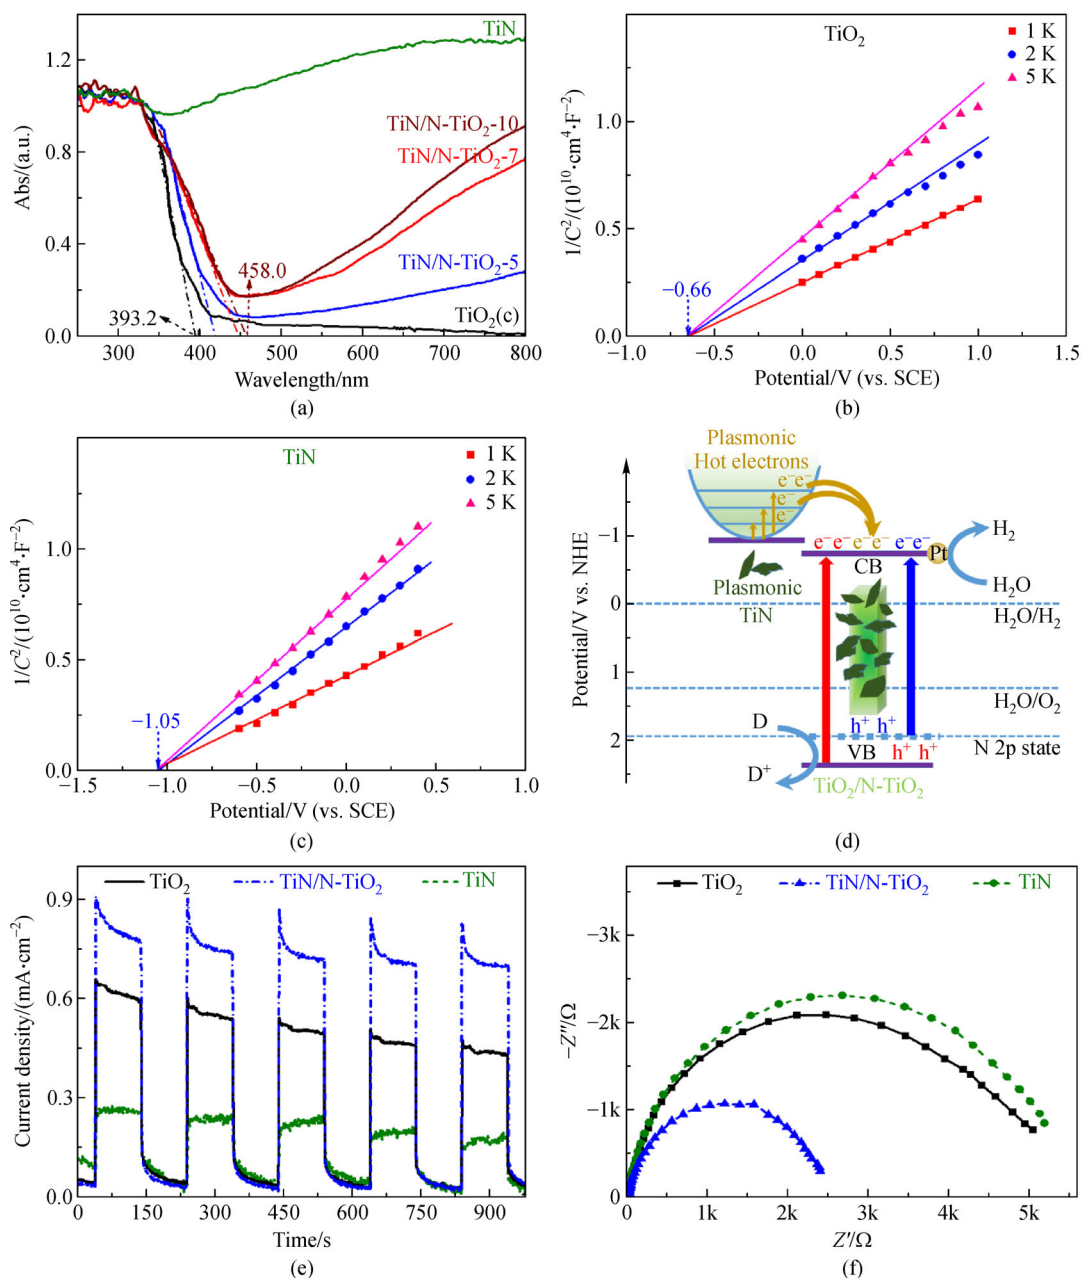 TiN
1.2
TiN/N-TiO₂-10
TiN/N-TiO₂-7
0.8
Abs/(a.u.)
0.4
458.0
TiN/N-TiO₂-5
393.2
TiO₂(c)
0.0
300 400 500 600 700 800
Wavelength/nm
(a)
TiO₂
1 K
2 K
5 K
1.0
1/C²/(10¹⁰·cm⁴·F⁻²)
0.5
−0.66
0.0
−1.0 −0.5 0.0 0.5 1.0 1.5
Potential/V (vs. SCE)
(b)
TiN
1 K
2 K
5 K
1.0
1/C²/(10¹⁰·cm⁴·F⁻²)
0.5
−1.05
0.0
−1.5 −1.0 −0.5 0.0 0.5 1.0
Potential/V (vs. SCE)
(c)
Plasmonic
Hot electrons
e⁻e⁻
e⁻
e⁻
−1
e⁻e⁻ e⁻e⁻ e⁻e⁻
Pt
H₂
H₂O
CB
Plasmonic
TiN
Potential/V vs. NHE
0
H₂O/H₂
1
H₂O/O₂
D
h⁺ h⁺
2
VB
h⁺ h⁺
N 2p state
D⁺
TiO₂/N-TiO₂
(d)
TiO₂ TiN/N-TiO₂ TiN
0.9
0.6
Current density/(mA·cm⁻²)
0.3
0.0
0 150 300 450 600 750 900
Time/s
(e)
TiO₂ TiN/N-TiO₂ TiN
−3k
−2k
−Z″/Ω
−1k
0
0 1k 2k 3k 4k 5k
Z′/Ω
(f)